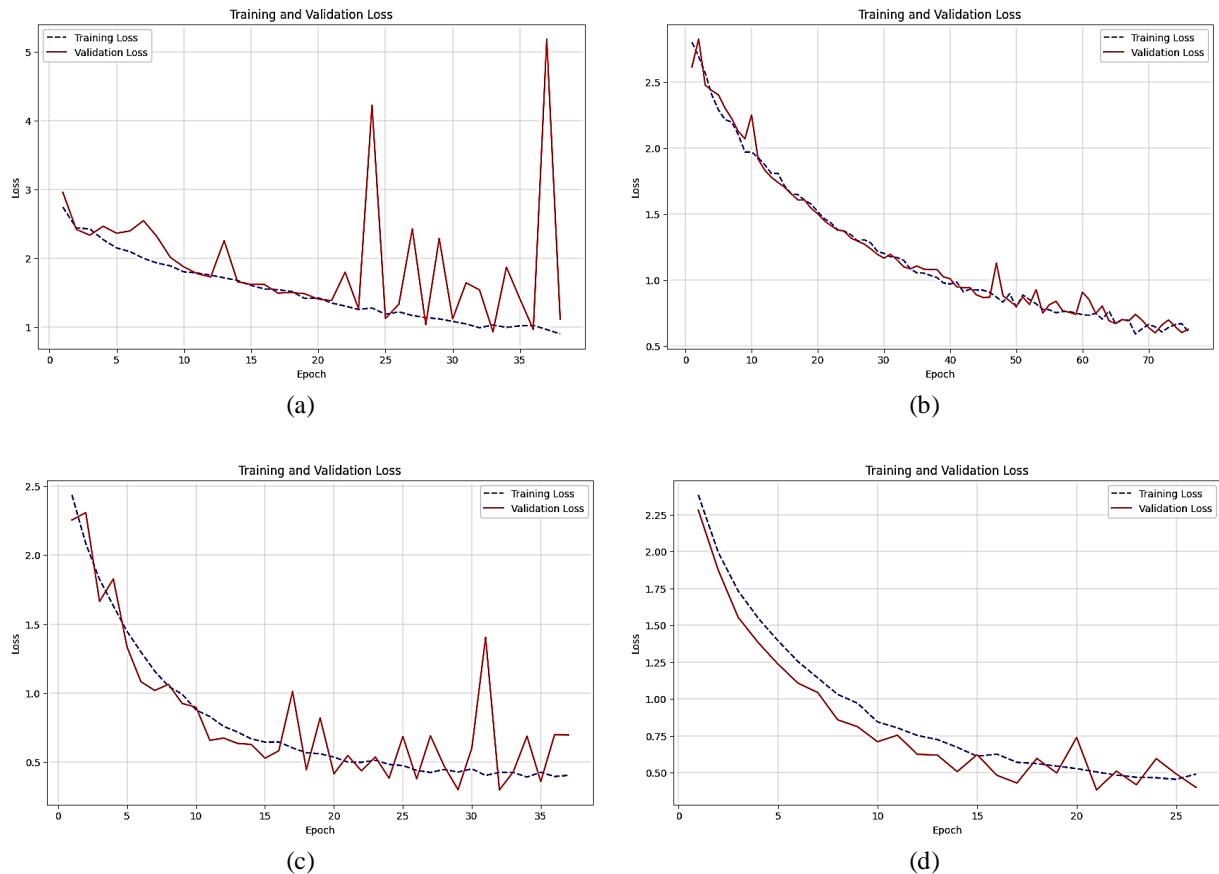 Training and Validation Loss
Training Loss
Validation Loss
5
4
3
2
1
Loss
0 5 10 15 20 25 30 35
Epoch
(a)
Training and Validation Loss
Training Loss
Validation Loss
2.5
2.0
1.5
1.0
0.5
Loss
0 10 20 30 40 50 60 70
Epoch
(b)
Training and Validation Loss
Training Loss
Validation Loss
2.5
2.0
1.5
1.0
0.5
Loss
0 5 10 15 20 25 30 35
Epoch
(c)
Training and Validation Loss
Training Loss
Validation Loss
2.25
2.00
1.75
1.50
1.25
1.00
0.75
0.50
Loss
0 5 10 15 20 25
Epoch
(d)